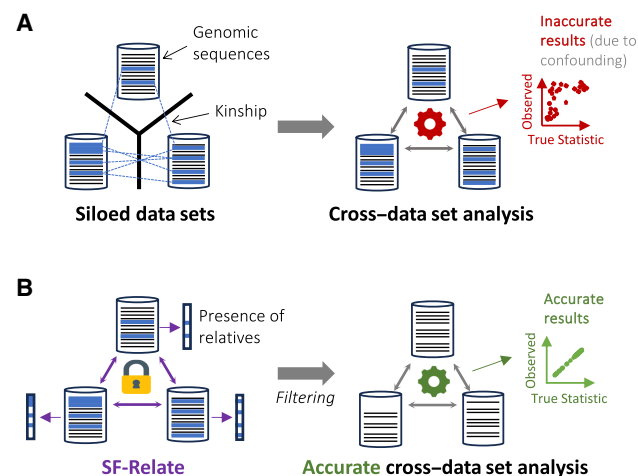 A
Genomic
sequences
Kinship
Siloed data sets
Inaccurate
results (due to
confounding)
Observed
True Statistic
Cross–data set analysis
B
Presence of
relatives
SF-Relate
Filtering
Accurate
results
Observed
True Statistic
Accurate cross–data set analysis